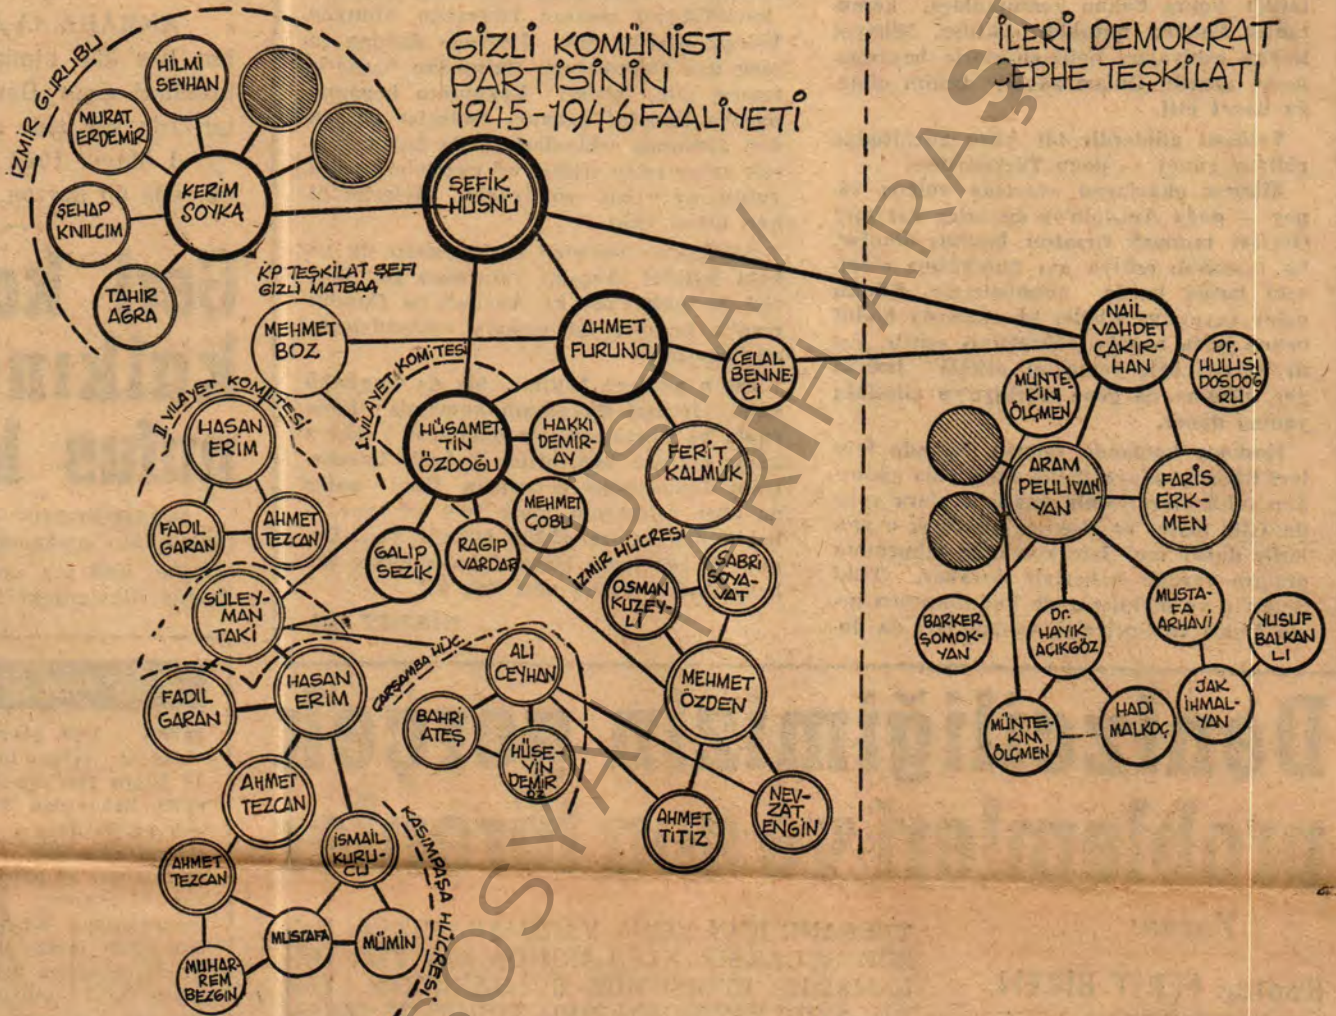 GİZLİ KOMÜNİST
PARTİSİNİN
1945-1946 FAALİYETİ
İLERİ DEMOKRAT
CEPHE TEŞKİLATI
İZMİR GURUBU
HİLMİ
SEVHAN
MURAT
ERDEMİR
KERİM
SOYKA
ŞEHAP
KNILCIM
TAHİR
AĞRA
ŞEFİK
HÜSNÜ
KP TEŞKİLAT ŞEFİ
GİZLİ MATBAA
MEHMET
BOZ
AHMET
FURUNCU
CELAL
BENNE-
Cİ
NAİL
VAHDET
ÇAKIR-
HAN
Dr.
HULUSİ
DOSDOĞ
RU
MÜNTE-
KİM
ÖLÇMEN
I. VİLAYET KOMİTESİ
II. VİLAYET KOMİTESİ
HASAN
ERİM
FADIL
GARAN
AHMET
TEZCAN
HÜSAMET-
TİN
ÖZDOĞU
HAKKI
DEMİR-
AY
MEHMET
ÇOBU
FERİT
KALMUK
GALİP
SEZİK
RAGIP
VARDAR
ARAM
PEHLİVAN
YAN
FARİS
ERK-
MEN
SÜLEY-
MAN
TAKİ
İZMİR HÜCRESİ
OSMAN
KUZEY-
Lİ
SABRİ
SOYA-
VAT
MEHMET
ÖZDEN
BARKER
ŞOMOK-
YAN
Dr.
HAYIK
AÇIKGÖZ
MUSTA-
FA
ARHAVİ
YUSUF
BALKAN
LI
MÜNTE-
KİM
ÖLÇMEN
HADİ
MALKOÇ
JAK
İHMAL-
YAN
FADIL
GARAN
HASAN
ERİM
ÇARŞAMBA HÜC.
ALİ
CEYHAN
BAHRİ
ATEŞ
HÜSE-
YİN
DEMİR
ÖZ
AHMET
TİTİZ
NEV-
ZAT
ENGİN
AHMET
TEZCAN
AHMET
TEZCAN
İSMAİL
KURU-
CU
KASIMPAŞA HÜCRESİ
MUSTAFA
MÜMİN
MUHAR-
REM
BEZGİN
TÜSTAV
SOSYAL TARİH ARAŞT